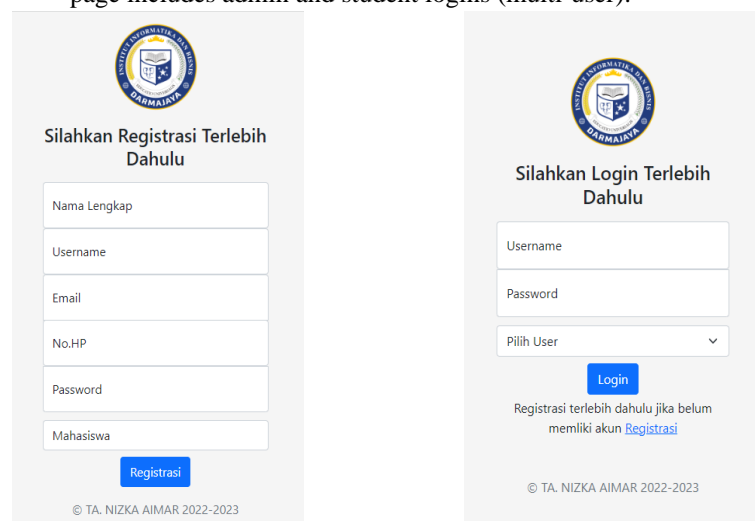 page includes admin and student logins (multi-user).
INSTITUT INFORMATIKA DAN BISNIS
DARMAJAYA
Silahkan Registrasi Terlebih
Dahulu
Nama Lengkap
Username
Email
No.HP
Password
Mahasiswa
Registrasi
© TA. NIZKA AIMAR 2022-2023
INSTITUT INFORMATIKA DAN BISNIS
DARMAJAYA
Silahkan Login Terlebih
Dahulu
Username
Password
Pilih User
Login
Registrasi terlebih dahulu jika belum
memliki akun Registrasi
© TA. NIZKA AIMAR 2022-2023